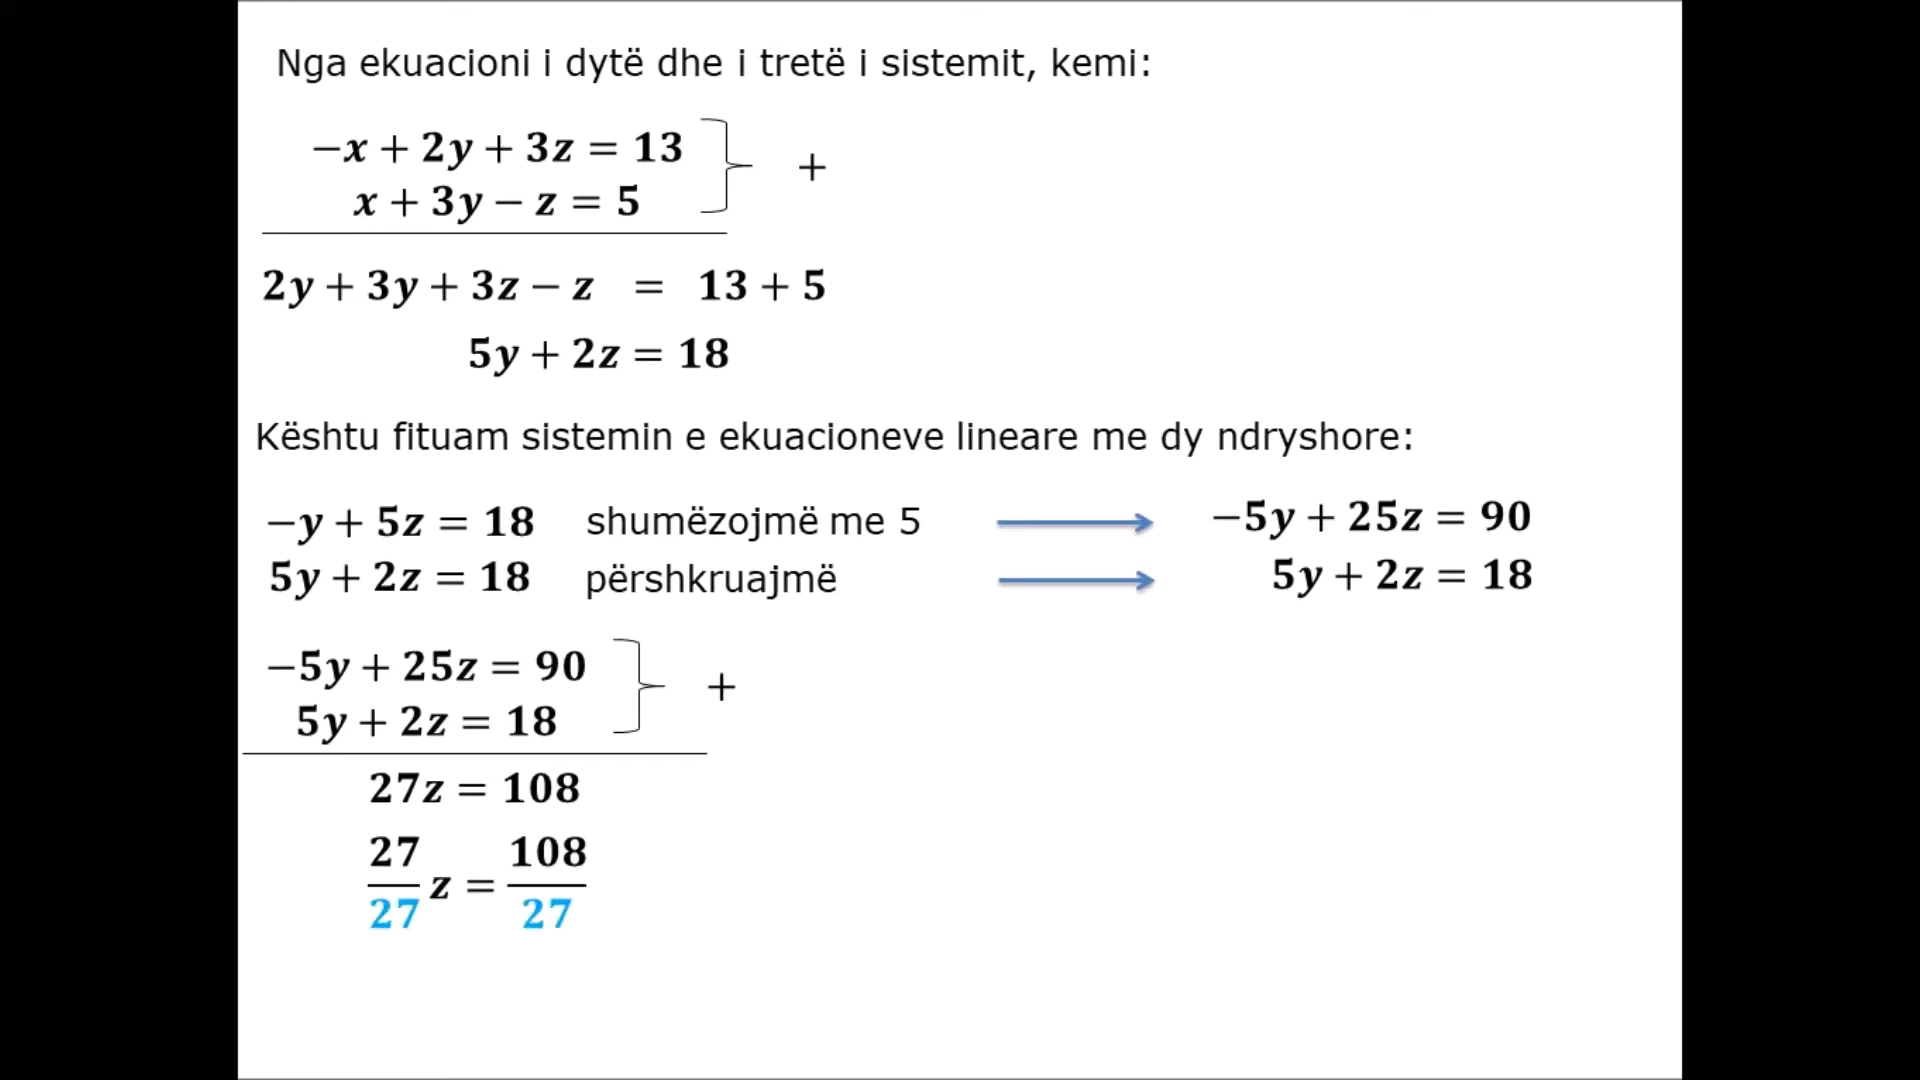 Nga ekuacioni i dytë dhe i tretë i sistemit, kemi:
−x + 2y + 3z = 13
+
x + 3y − z = 5
2y + 3y + 3z − z = 13 + 5
5y + 2z = 18
Kështu fituam sistemin e ekuacioneve lineare me dy ndryshore:
−y + 5z = 18 shumëzojmë me 5 → −5y + 25z = 90
5y + 2z = 18 përshkruajmë → 5y + 2z = 18
−5y + 25z = 90
+
5y + 2z = 18
27z = 108
27/27 z = 108/27